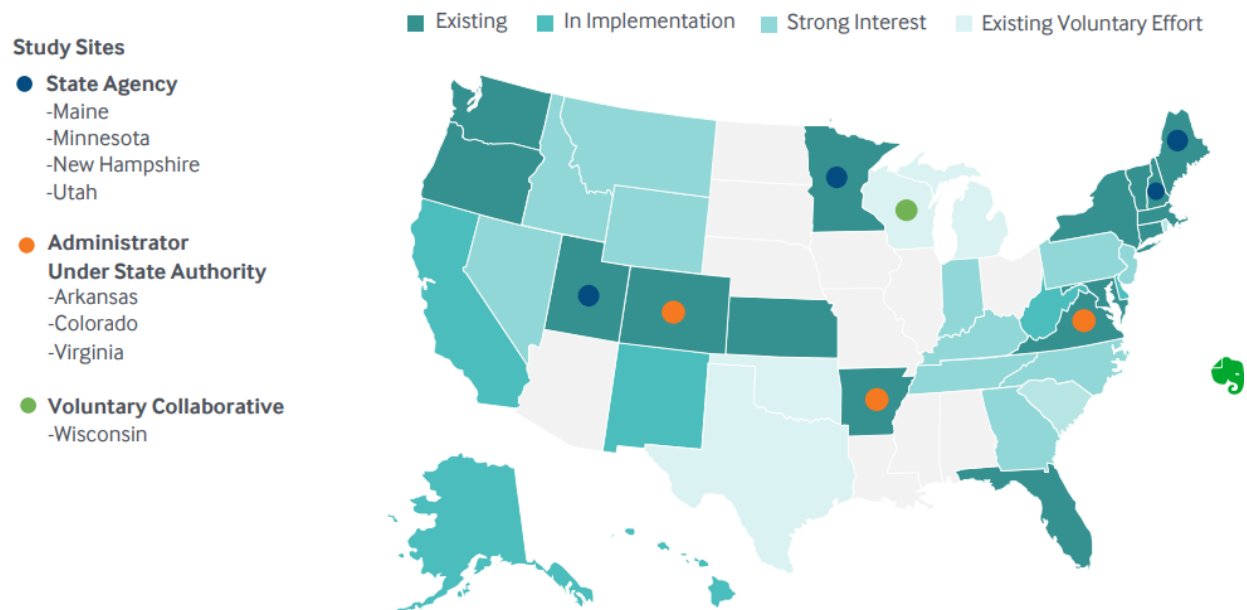 Existing
In Implementation
Strong Interest
Existing Voluntary Effort
Study Sites
State Agency
-Maine
-Minnesota
-New Hampshire
-Utah
Administrator
Under State Authority
-Arkansas
-Colorado
-Virginia
Voluntary Collaborative
-Wisconsin